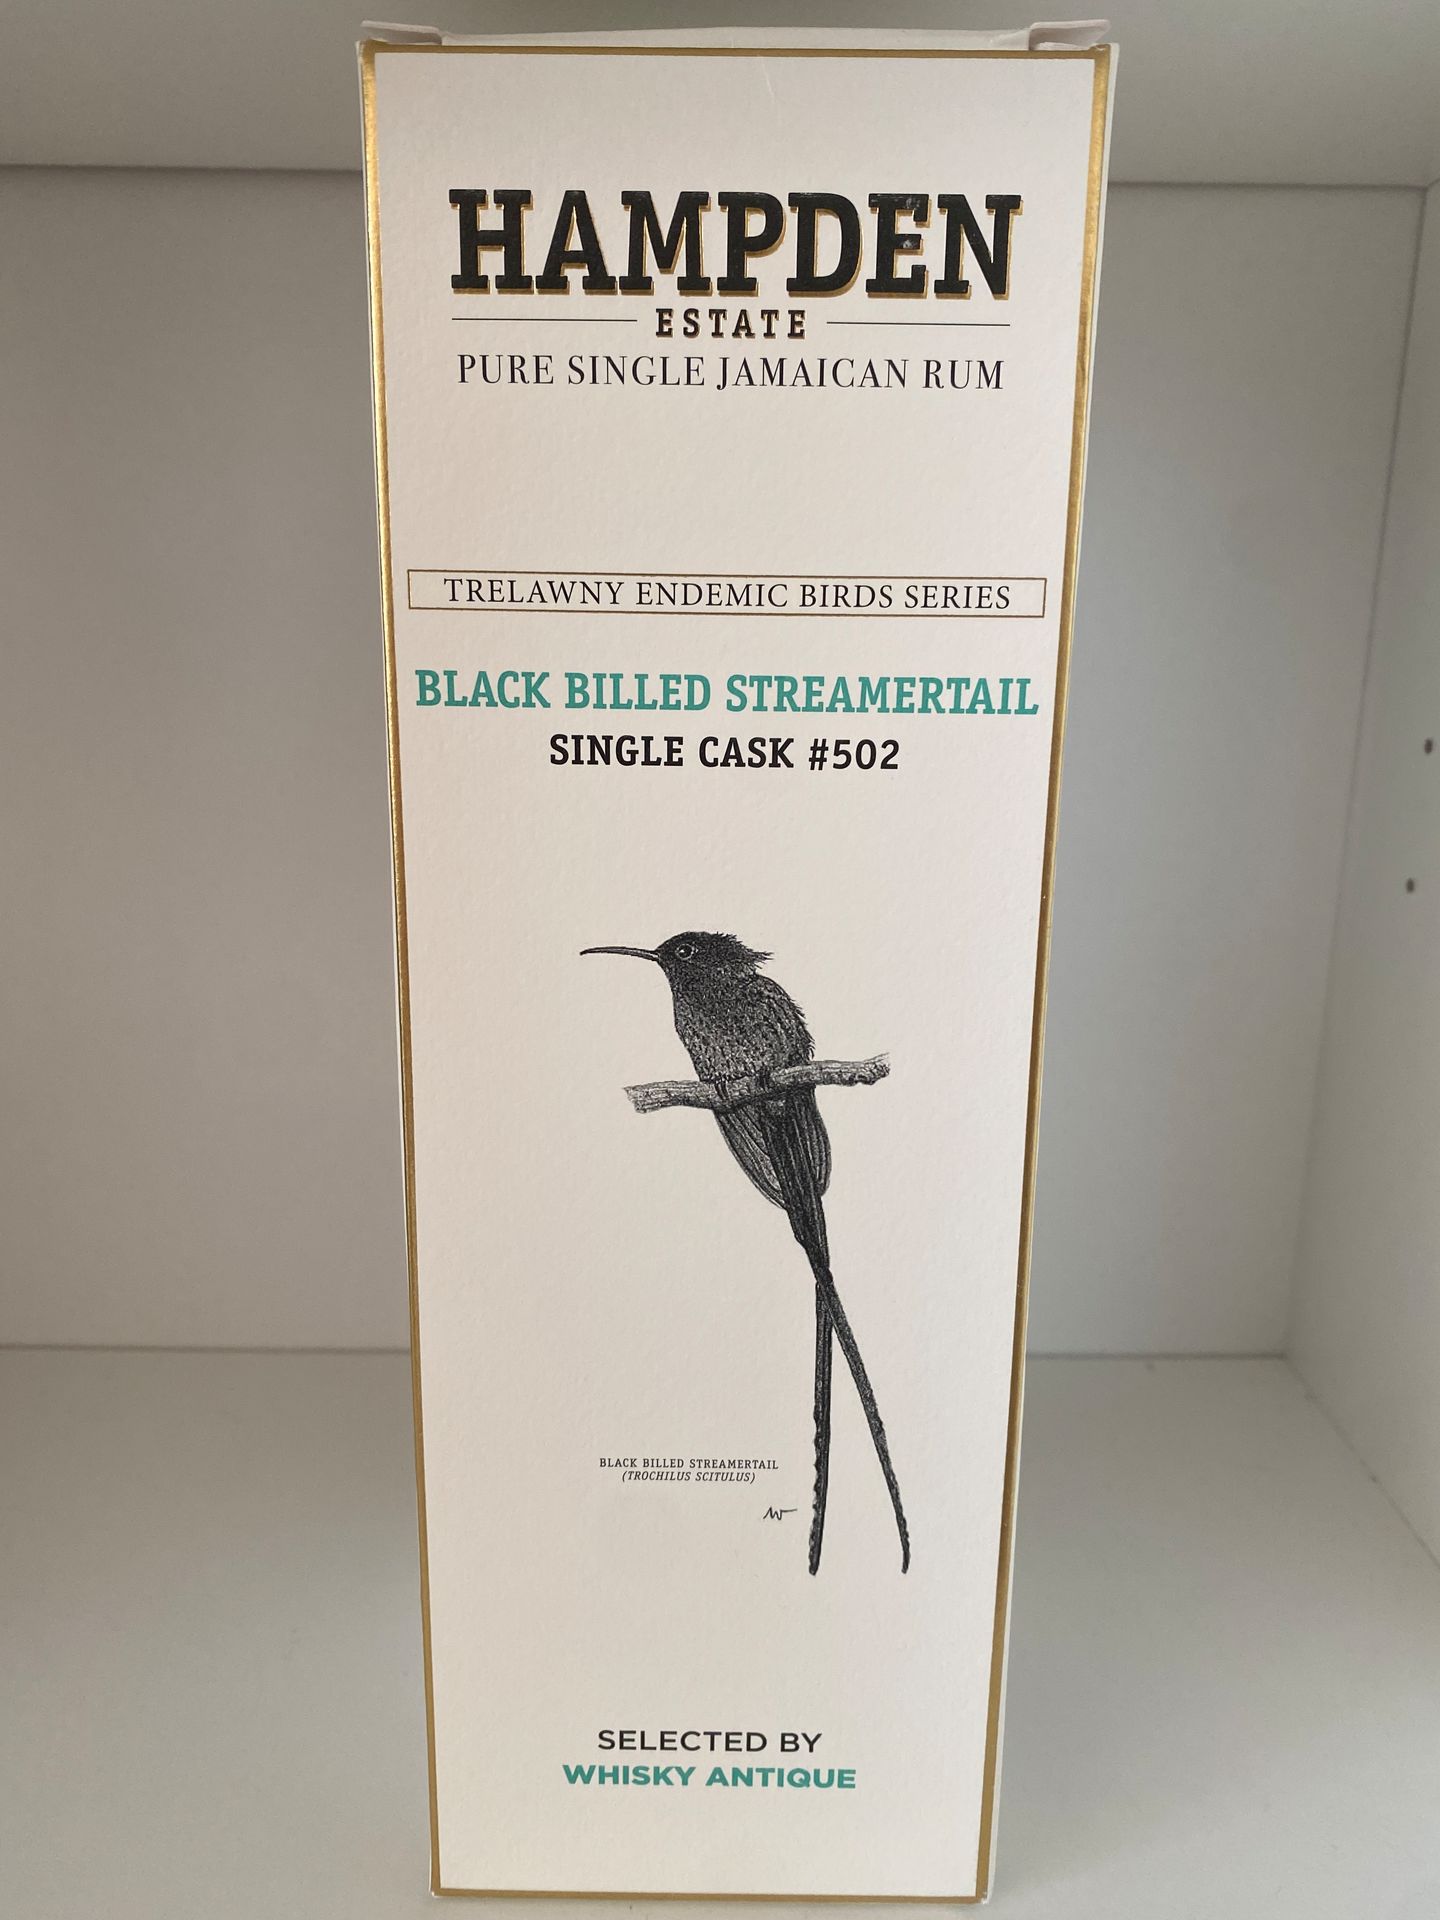 HAMPDEN
ESTATE
PURE SINGLE JAMAICAN RUM
TRELAWNY ENDEMIC BIRDS SERIES
BLACK BILLED STREAMERTAIL
SINGLE CASK #502
BLACK BILLED STREAMERTAIL
(TROCHILUS SCITULUS)
SELECTED BY
WHISKY ANTIQUE